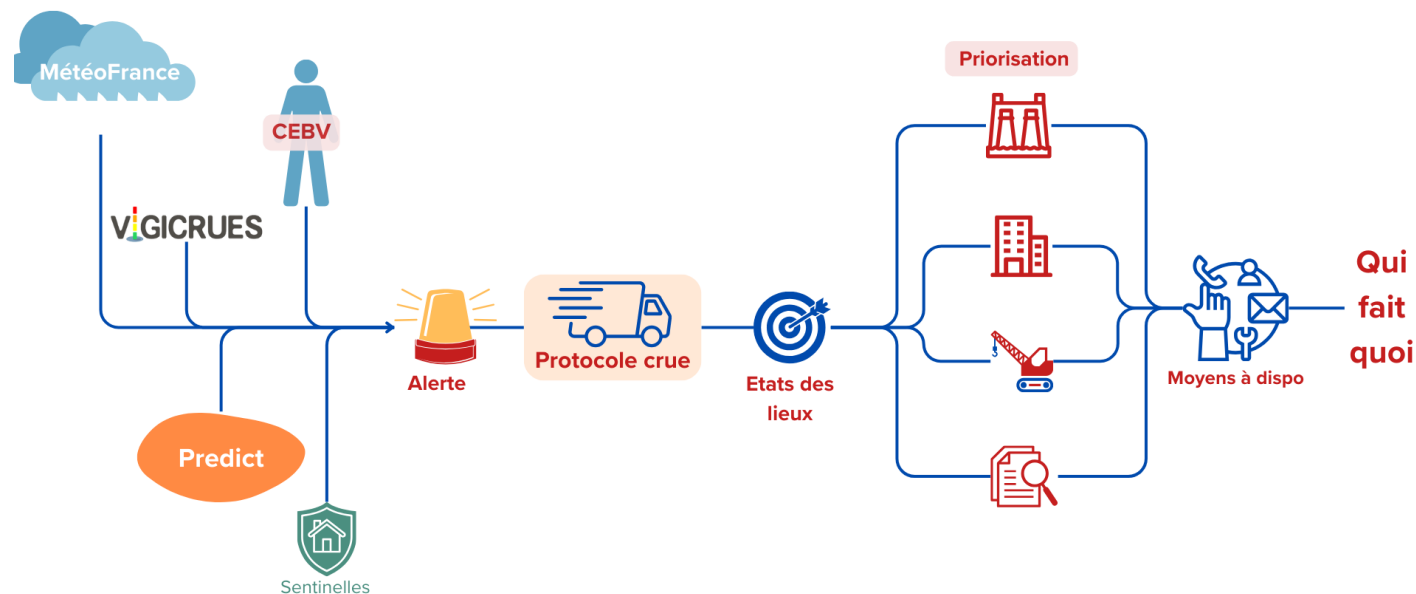 MétéoFrance
CEBV
VIGICRUES
Predict
Sentinelles
Alerte
Protocole crue
Etats des
lieux
Priorisation
Moyens à dispo
Qui
fait
quoi